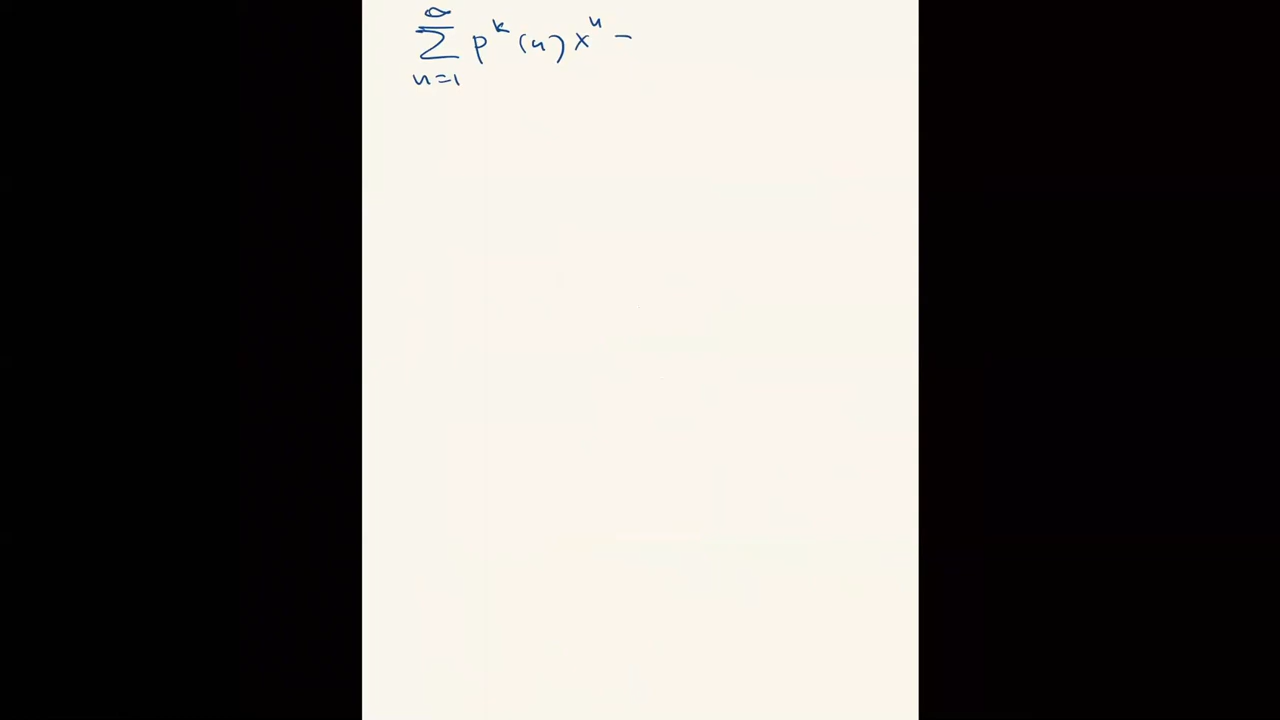 ∞∑n=1 p^k(n) x^n –